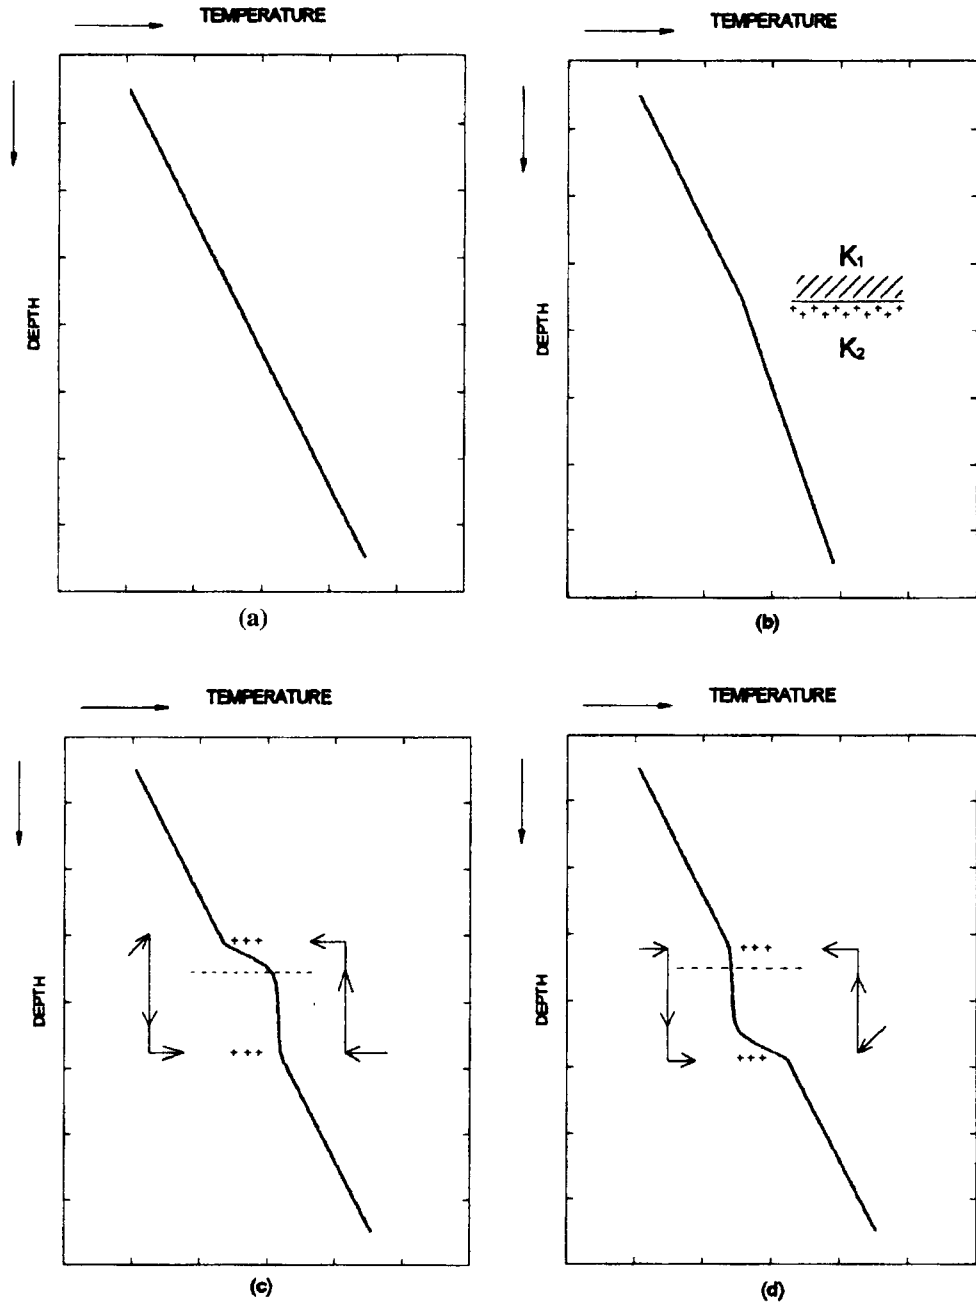 TEMPERATURE
DEPTH
(a)
TEMPERATURE
DEPTH
K1
K2
(b)
TEMPERATURE
DEPTH
+++
+++
(c)
TEMPERATURE
DEPTH
+++
+++
(d)